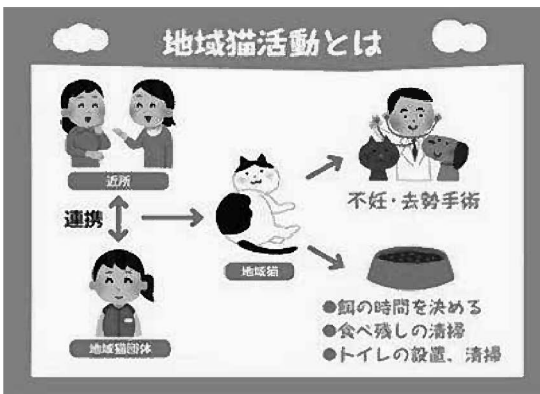 地域猫活動とは
近所
連携
地域猫団体
地域猫
不妊・去勢手術
●餌の時間を決める
●食べ残しの清掃
●トイレの設置、清掃